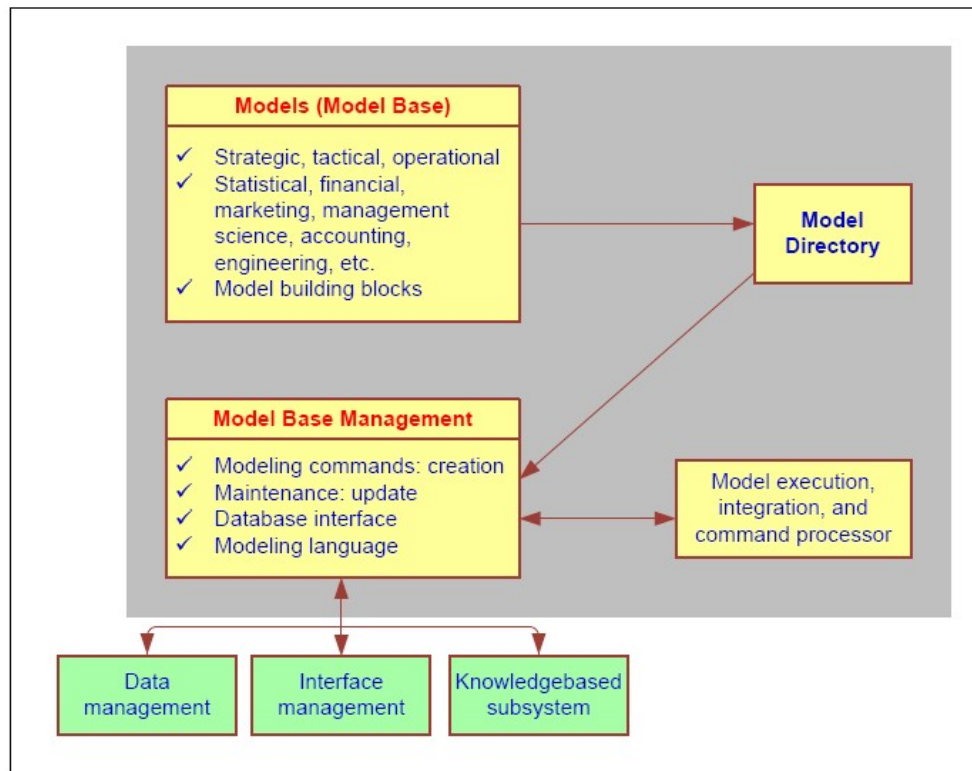 Models (Model Base)
✓ Strategic, tactical, operational
✓ Statistical, financial,
marketing, management
science, accounting,
engineering, etc.
✓ Model building blocks
Model
Directory
Model Base Management
✓ Modeling commands: creation
✓ Maintenance: update
✓ Database interface
✓ Modeling language
Model execution,
integration, and
command processor
Data
management
Interface
management
Knowledgebased
subsystem